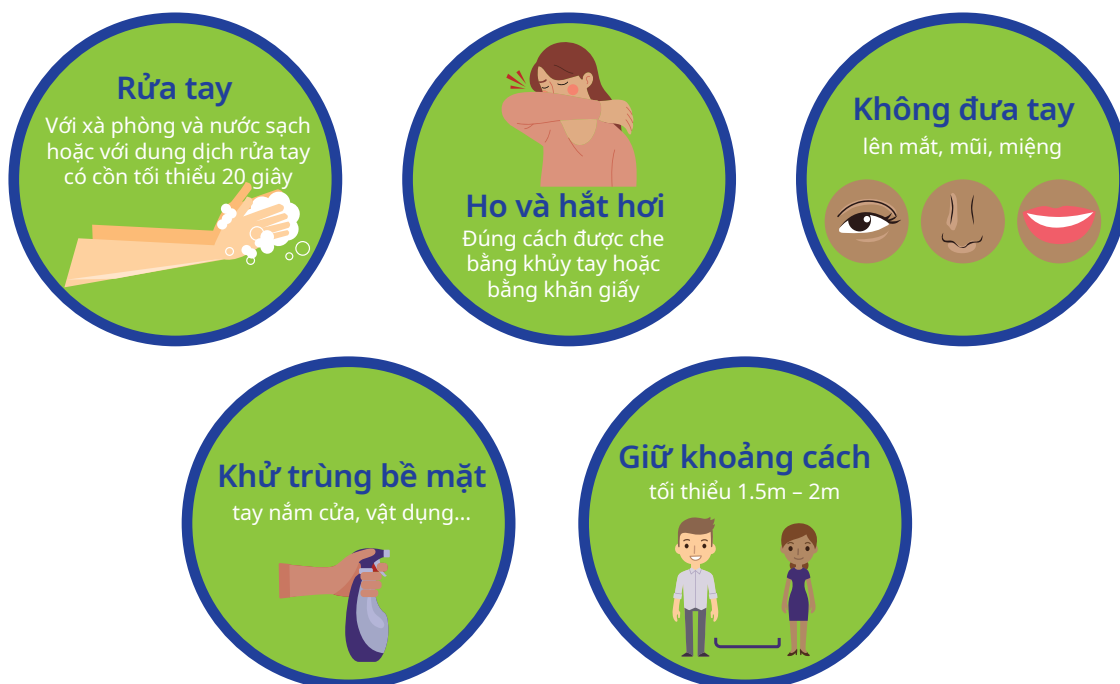 Rửa tay
Với xà phòng và nước sạch
hoặc với dung dịch rửa tay
có cồn tối thiểu 20 giây
Ho và hắt hơi
Đúng cách được che
bằng khủy tay hoặc
bằng khăn giấy
Không đưa tay
lên mắt, mũi, miệng
Khử trùng bề mặt
tay nắm cửa, vật dụng...
Giữ khoảng cách
tối thiểu 1.5m – 2m